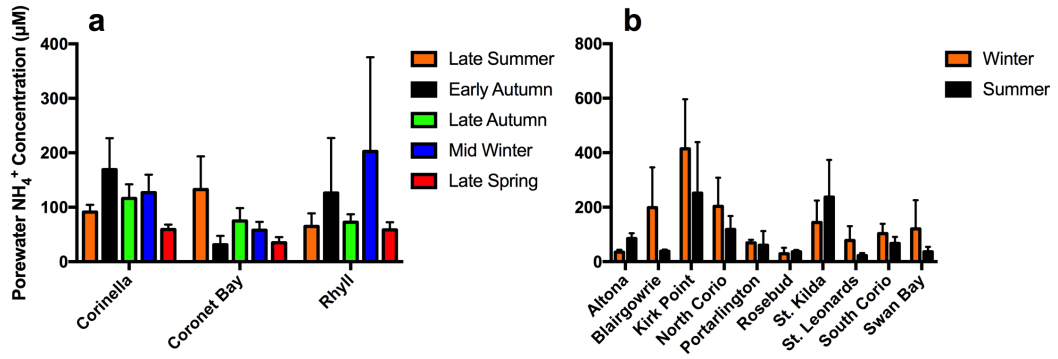 a
b
Porewater NH₄⁺ Concentration (µM)
400
300
200
100
0
Corinella
Coronet Bay
Rhyll
Late Summer
Early Autumn
Late Autumn
Mid Winter
Late Spring
800
600
400
200
0
Altona
Blairgowrie
Kirk Point
North Corio
Portarlington
Rosebud
St. Kilda
St. Leonards
South Corio
Swan Bay
Winter
Summer